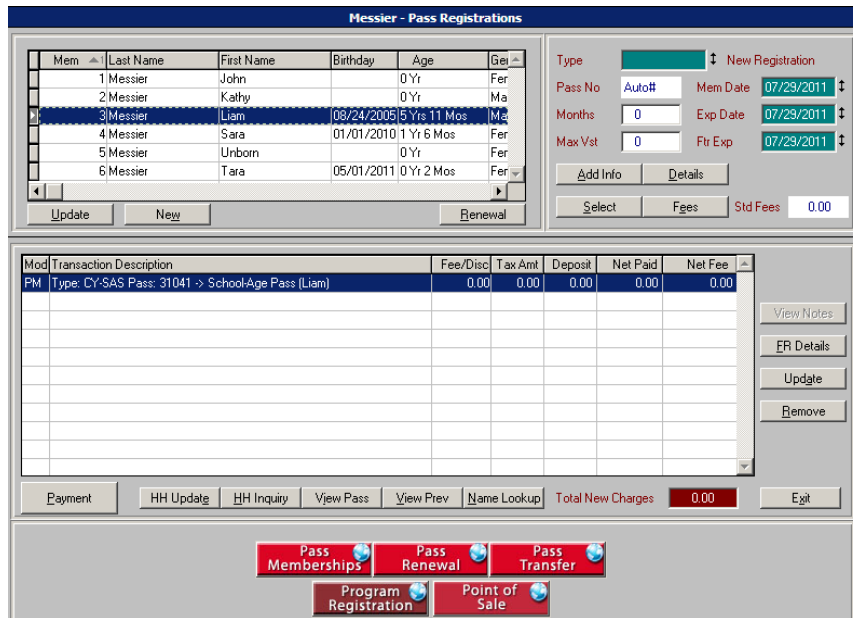 Messier - Pass Registrations
Mem 1 Last Name First Name Birthday Age Ger
1 Messier John 0 Yr Fer
2 Messier Kathy 0 Yr Ma
3 Messier Liam 08/24/2005 5 Yrs 11 Mos Ma
4 Messier Sara 01/01/2010 1 Yr 6 Mos Fer
5 Messier Unborn 0 Yr Fer
6 Messier Tara 05/01/2011 0 Yr 2 Mos Fer
Update New Renewal
Type New Registration
Pass No Auto# Mem Date 07/29/2011
Months 0 Exp Date 07/29/2011
Max Vst 0 Ftr Exp 07/29/2011
Add Info Details
Select Fees Std Fees 0.00
Mod Transaction Description Fee/Disc Tax Amt Deposit Net Paid Net Fee
PM Type: CY-SAS Pass: 31041 -> School-Age Pass (Liam) 0.00 0.00 0.00 0.00 0.00
View Notes
FR Details
Update
Remove
Payment HH Update HH Inquiry View Pass View Prev Name Lookup Total New Charges 0.00 Exit
Pass Memberships Pass Renewal Pass Transfer
Program Registration Point of Sale